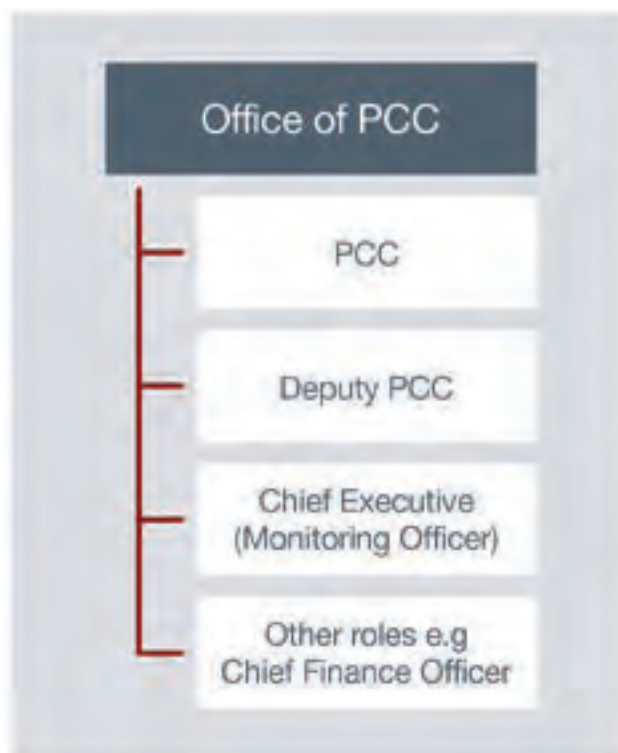 Office of PCC
PCC
Deputy PCC
Chief Executive
(Monitoring Officer)
Other roles e.g
Chief Finance Officer